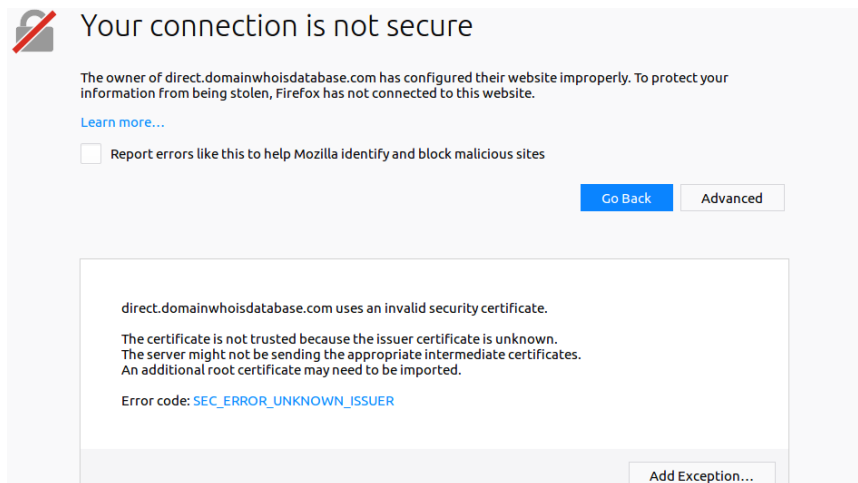 Your connection is not secure
The owner of direct.domainwhoisdatabase.com has configured their website improperly. To protect your
information from being stolen, Firefox has not connected to this website.
Learn more…
Report errors like this to help Mozilla identify and block malicious sites
Go Back Advanced
direct.domainwhoisdatabase.com uses an invalid security certificate.
The certificate is not trusted because the issuer certificate is unknown.
The server might not be sending the appropriate intermediate certificates.
An additional root certificate may need to be imported.
Error code: SEC_ERROR_UNKNOWN_ISSUER
Add Exception…